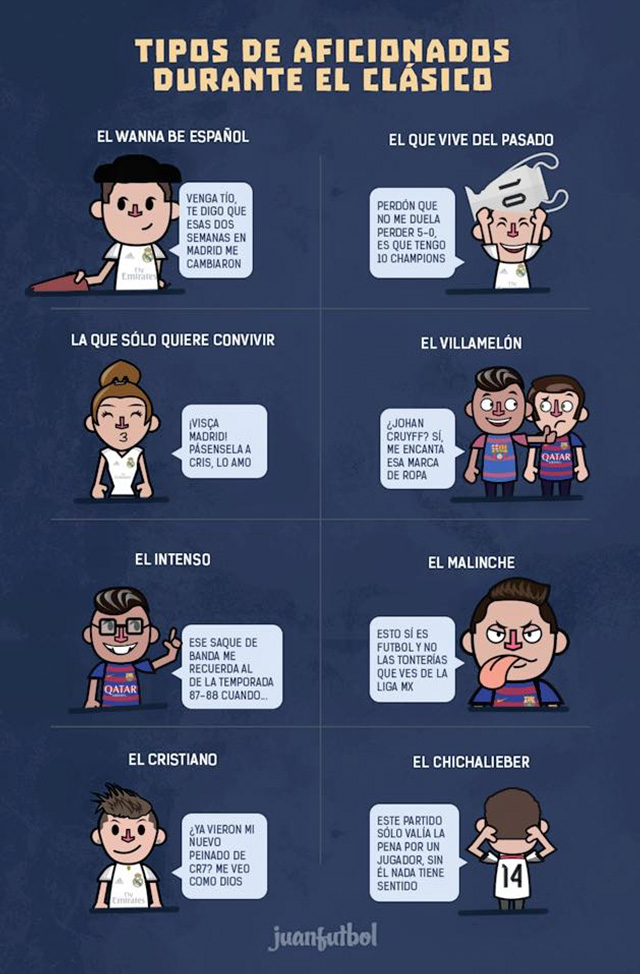 TIPOS DE AFICIONADOS
DURANTE EL CLÁSICO
EL WANNA BE ESPAÑOL
VENGA TÍO,
TE DIGO QUE
ESAS DOS
SEMANAS EN
MADRID ME
CAMBIARON
Fly
Emirates
EL QUE VIVE DEL PASADO
PERDÓN QUE
NO ME DUELA
PERDER 5-0,
ES QUE TENGO
10 CHAMPIONS
10
LA QUE SÓLO QUIERE CONVIVIR
¡VISÇA
MADRID!
PÁSENSELA A
CRIS, LO AMO
EL VILLAMELÓN
¿JOHAN
CRUYFF? SÍ,
ME ENCANTA
ESA MARCA
DE ROPA
QATAR
EL INTENSO
ESE SAQUE DE
BANDA ME
RECUERDA AL
DE LA TEMPORADA
87-88 CUANDO...
QATAR
EL MALINCHE
ESTO SÍ ES
FUTBOL Y NO
LAS TONTERÍAS
QUE VES DE LA
LIGA MX
EL CRISTIANO
¿YA VIERON MI
NUEVO
PEINADO DE
CR7? ME VEO
COMO DIOS
Fly
Emirates
EL CHICHALIEBER
ESTE PARTIDO
SÓLO VALÍA LA
PENA POR UN
JUGADOR, SIN
ÉL NADA TIENE
SENTIDO
14
juanfutbol